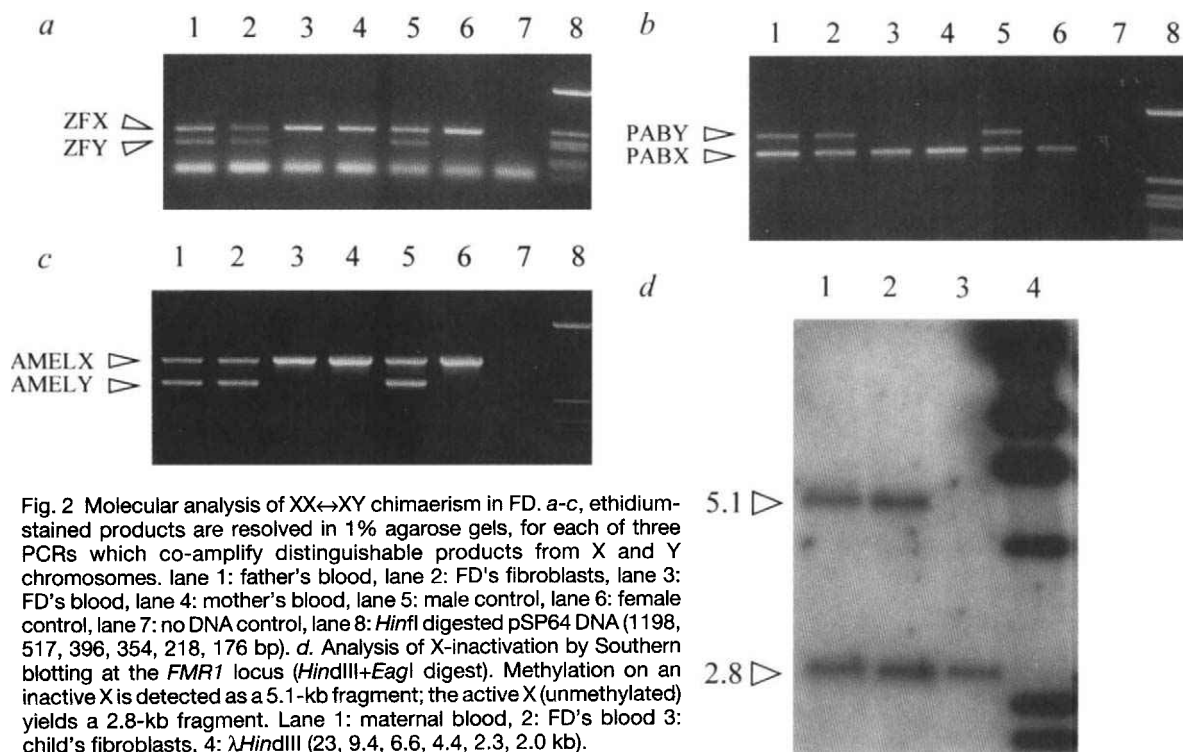 a
1 2 3 4 5 6 7 8
ZFX
ZFY
b
1 2 3 4 5 6 7 8
PABY
PABX
c
1 2 3 4 5 6 7 8
AMELX
AMELY
d
1 2 3 4
5.1
2.8
Fig. 2 Molecular analysis of XX↔XY chimaerism in FD. a-c, ethidium-
stained products are resolved in 1% agarose gels, for each of three
PCRs which co-amplify distinguishable products from X and Y
chromosomes. lane 1: father's blood, lane 2: FD's fibroblasts, lane 3:
FD's blood, lane 4: mother's blood, lane 5: male control, lane 6: female
control, lane 7: no DNA control, lane 8: HinfI digested pSP64 DNA (1198,
517, 396, 354, 218, 176 bp). d. Analysis of X-inactivation by Southern
blotting at the FMR1 locus (HindIII+EagI digest). Methylation on an
inactive X is detected as a 5.1-kb fragment; the active X (unmethylated)
yields a 2.8-kb fragment. Lane 1: maternal blood, 2: FD's blood 3:
child's fibroblasts, 4: λHindIII (23, 9.4, 6.6, 4.4, 2.3, 2.0 kb).